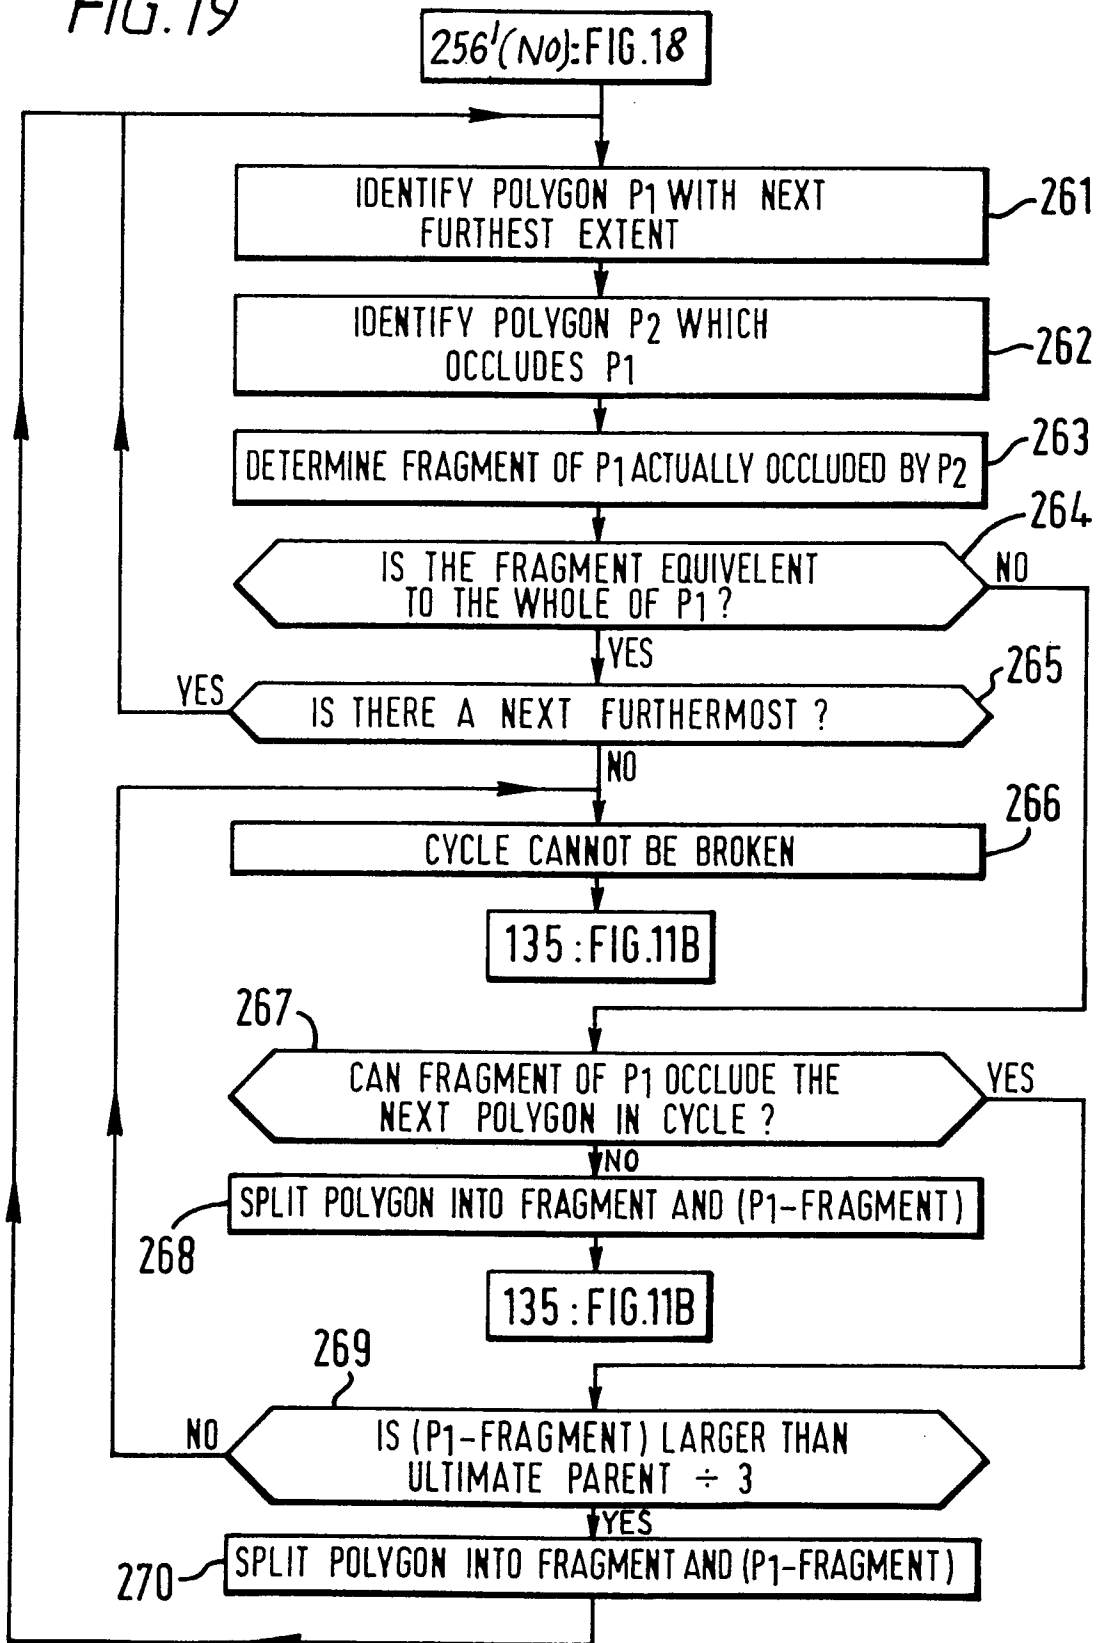 FIG.19
256'(NO):FIG.18
IDENTIFY POLYGON P1 WITH NEXT
FURTHEST EXTENT
261
IDENTIFY POLYGON P2 WHICH
OCCLUDES P1
262
DETERMINE FRAGMENT OF P1 ACTUALLY OCCLUDED BY P2
263
264
IS THE FRAGMENT EQUIVELENT
TO THE WHOLE OF P1 ?
NO
YES
265
YES
IS THERE A NEXT FURTHERMOST ?
NO
266
CYCLE CANNOT BE BROKEN
135 : FIG.11B
267
CAN FRAGMENT OF P1 OCCLUDE THE
NEXT POLYGON IN CYCLE ?
YES
NO
SPLIT POLYGON INTO FRAGMENT AND (P1-FRAGMENT)
268
135 : FIG.11B
269
NO
IS (P1-FRAGMENT) LARGER THAN
ULTIMATE PARENT ÷ 3
YES
SPLIT POLYGON INTO FRAGMENT AND (P1-FRAGMENT)
270